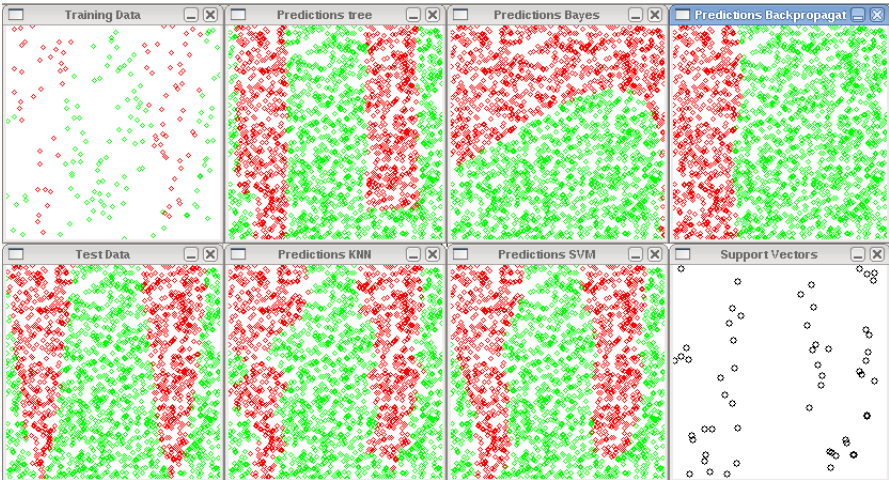 Training Data
Predictions tree
Predictions Bayes
Predictions Backpropagat
Test Data
Predictions KNN
Predictions SVM
Support Vectors